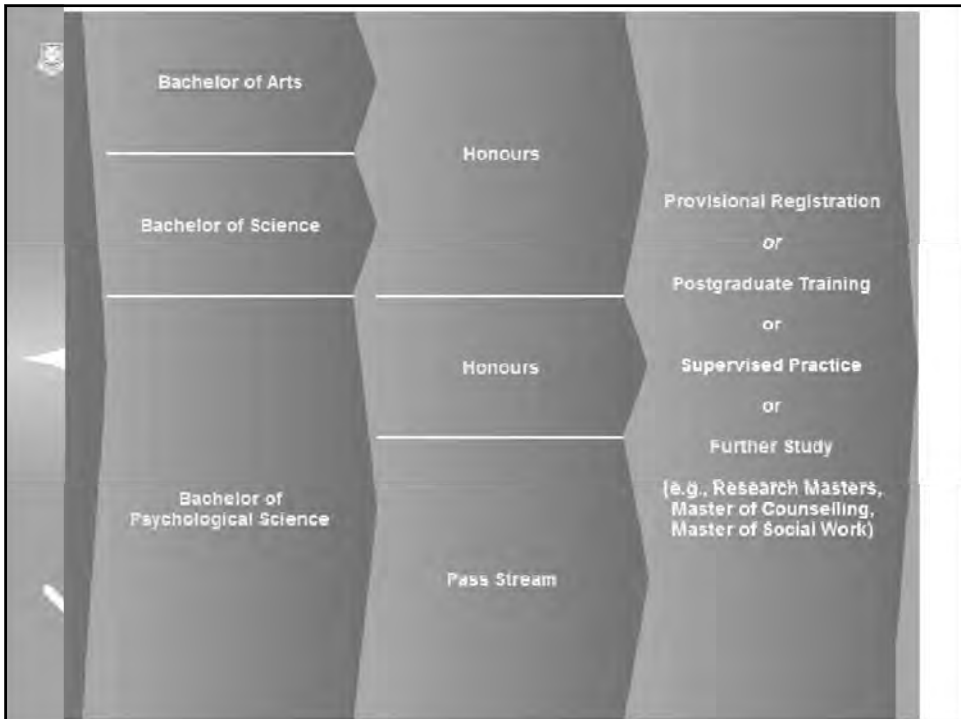 Bachelor of Arts
Bachelor of Science
Bachelor of
Psychological Science
Honours
Honours
Pass Stream
Provisional Registration
or
Postgraduate Training
or
Supervised Practice
or
Further Study
(e.g., Research Masters,
Master of Counselling,
Master of Social Work)